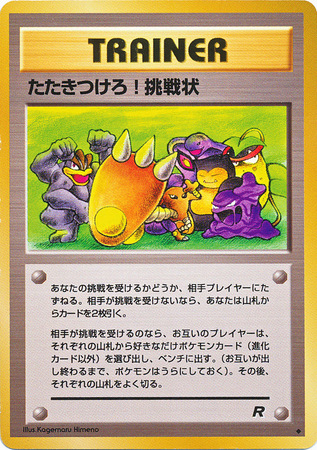 TRAINER
たたきつけろ！挑戦状
あなたの挑戦を受けるかどうか、相手プレイヤーにた
ずねる。相手が挑戦を受けないなら、あなたは山札
からカードを2枚引く。
相手が挑戦を受けるのなら、お互いのプレイヤーは、
それぞれの山札から好きなだけポケモンカード（進化
カード以外）を選び出し、ベンチに出す。（お互いが出
し終わるまで、ポケモンはうらにしておく）。その後、そ
れぞれの山札をよく切る。
R
Illus. Kagemaru Himeno